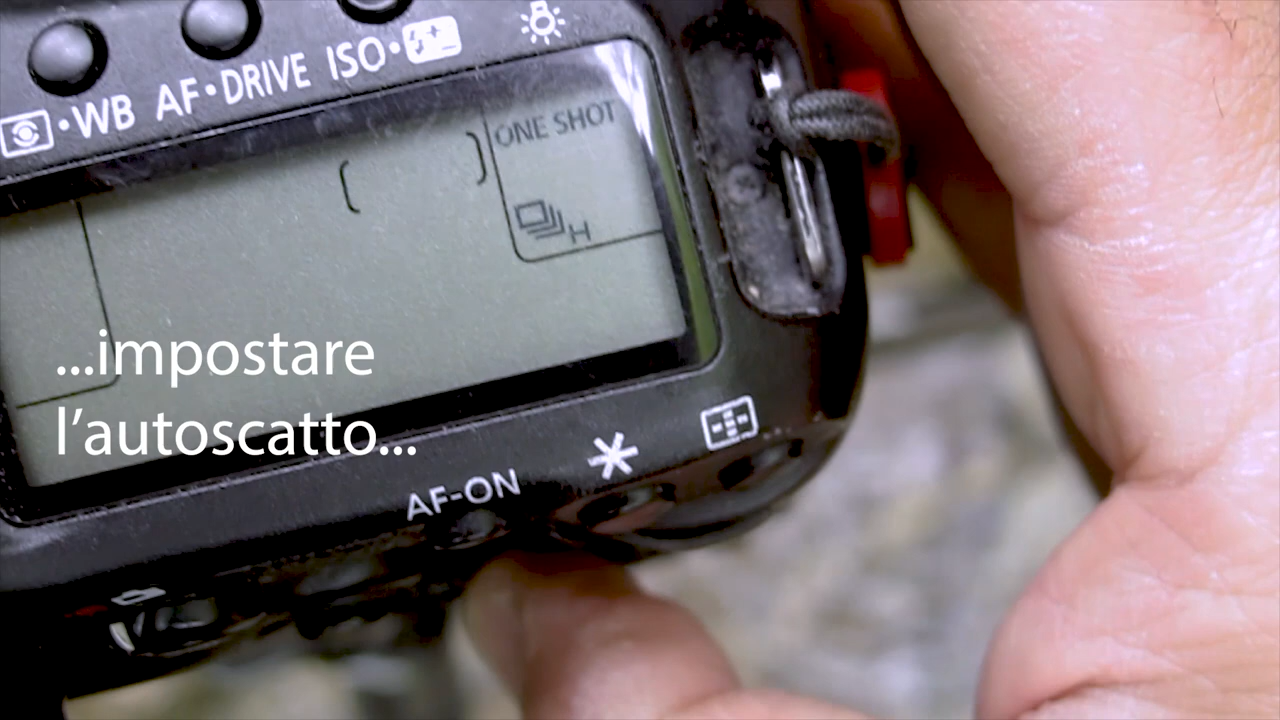 •WB AF•DRIVE ISO•
ONE SHOT
H
...impostare
l’autoscatto...
AF-ON